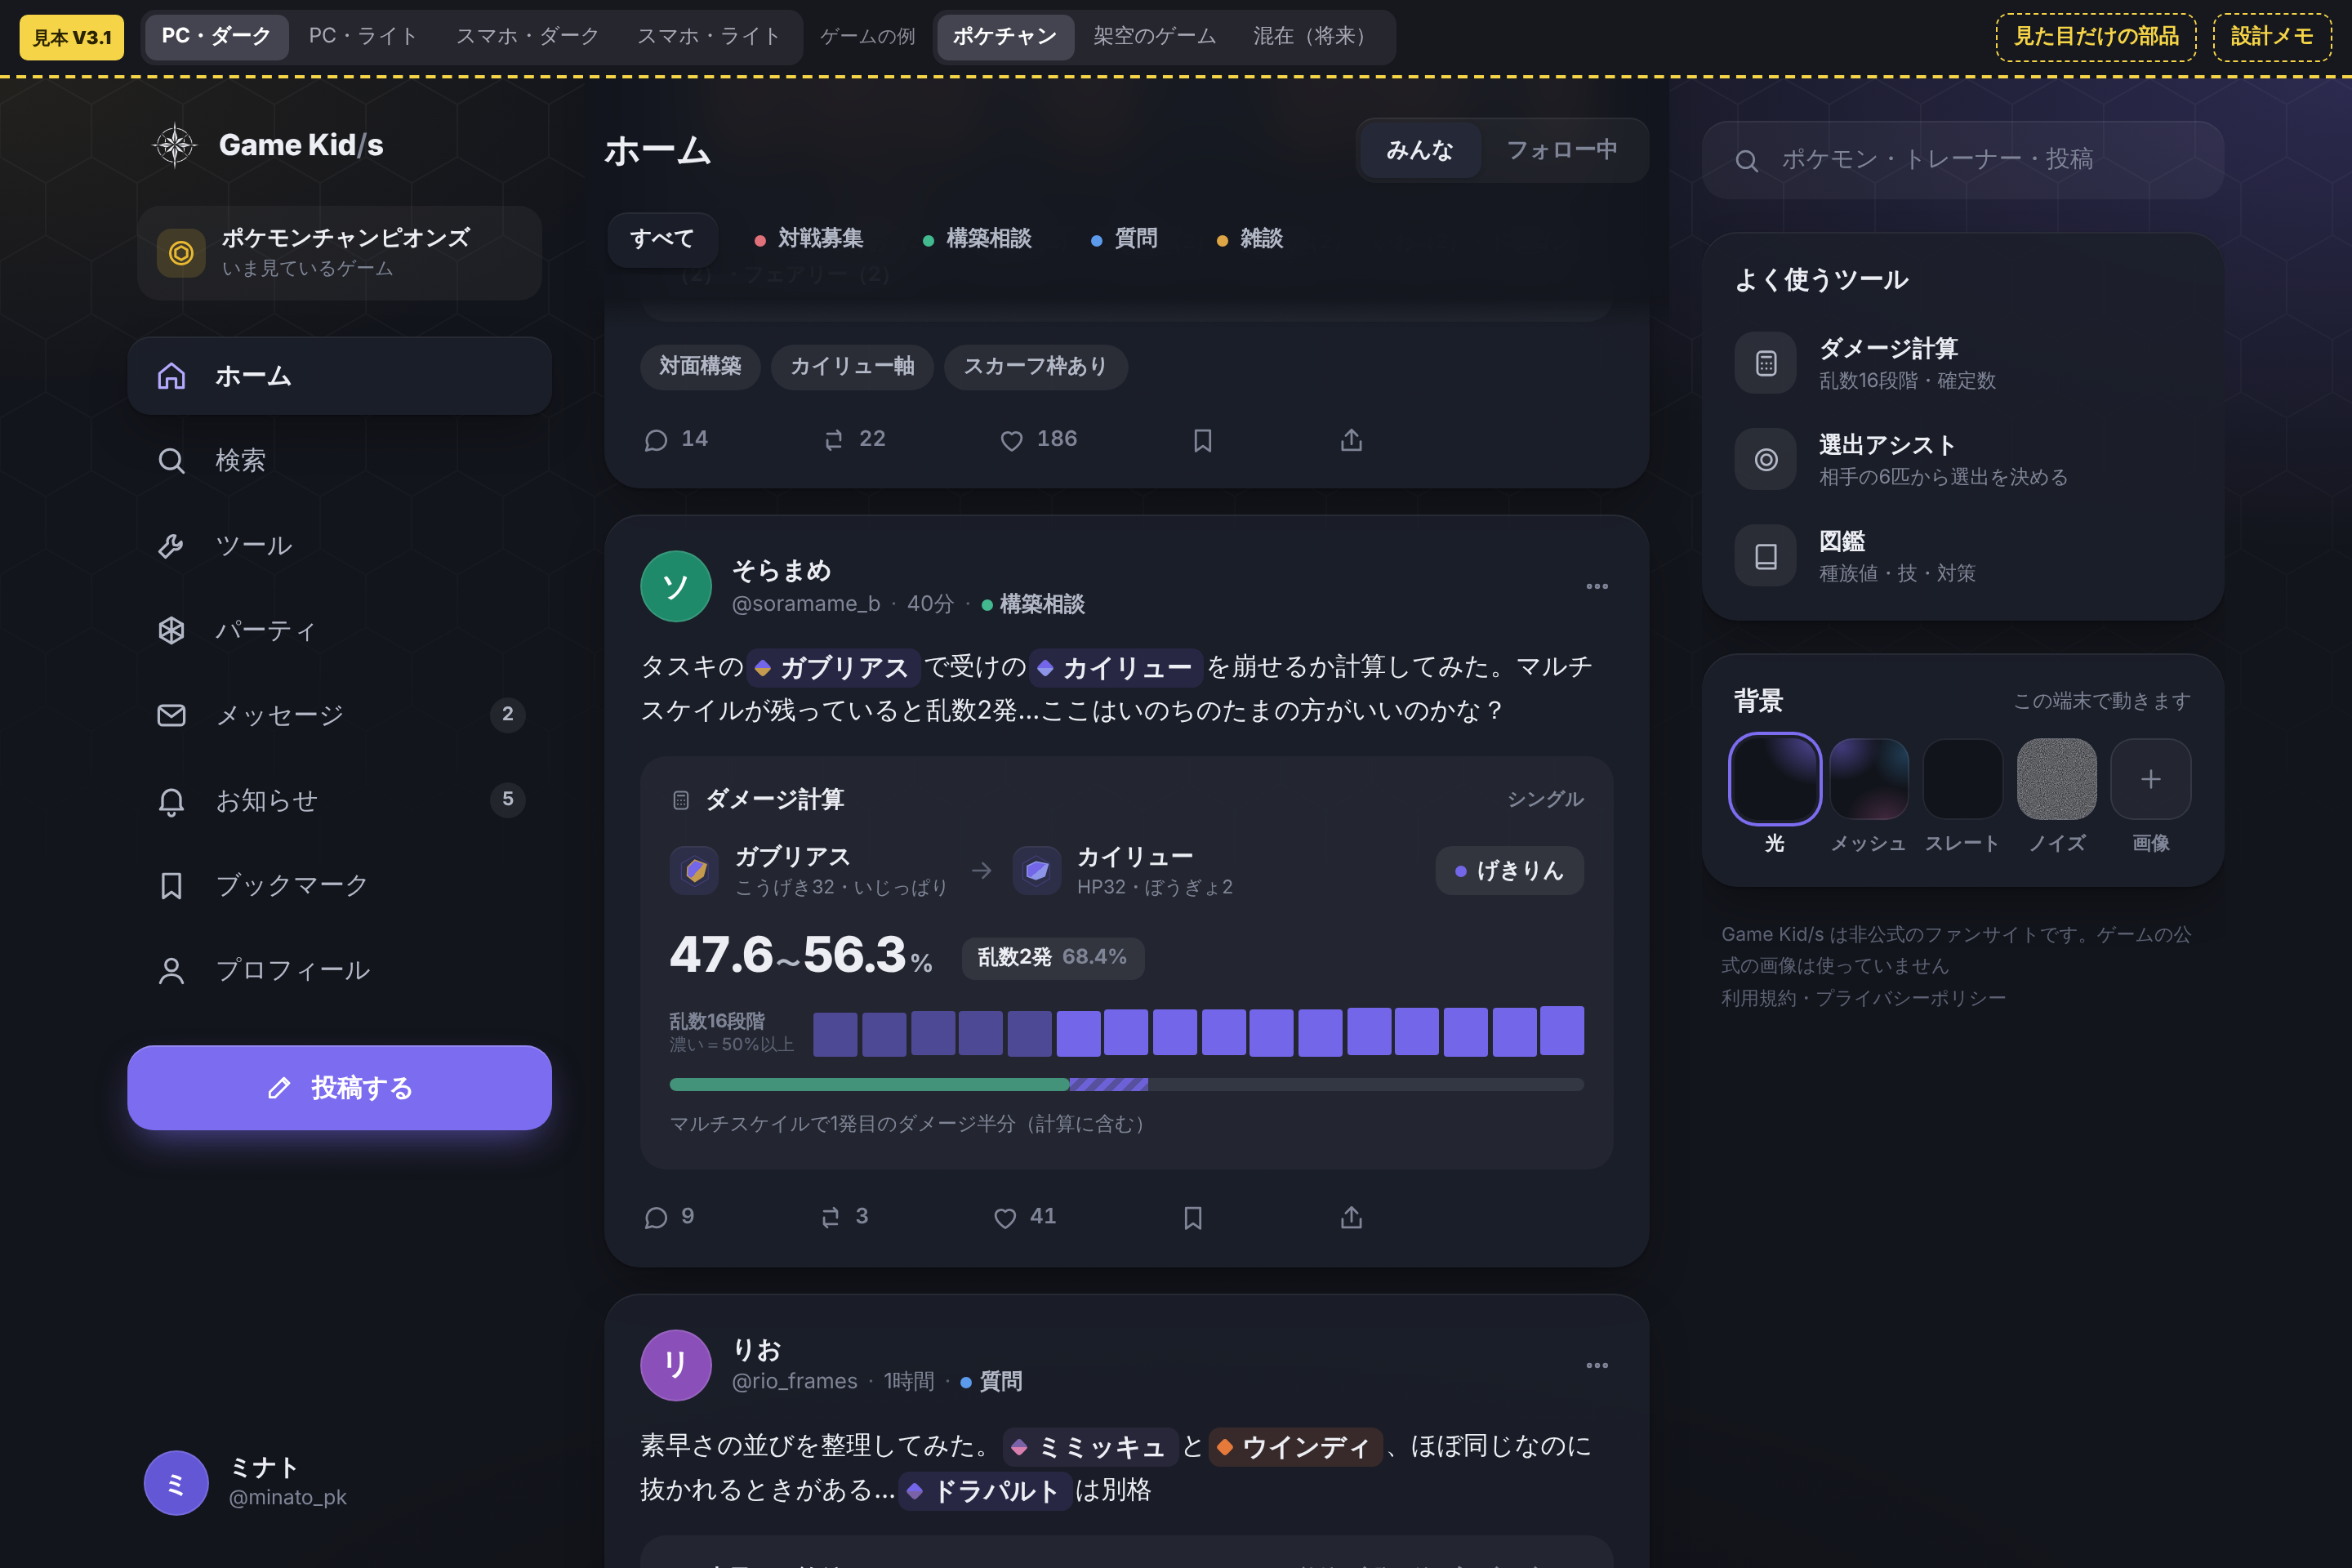 見本 V3.1
PC・ダーク
PC・ライト
スマホ・ダーク
スマホ・ライト
ゲームの例
ポケチャン
架空のゲーム
混在（将来）
見た目だけの部品
設計メモ
Game Kid/s
ポケモンチャンピオンズ
いま見ているゲーム
ホーム
検索
ツール
パーティ
メッセージ 2
お知らせ 5
ブックマーク
プロフィール
投稿する
ミ
ミナト
@minato_pk
ホーム
みんな
フォロー中
すべて
対戦募集
構築相談
質問
雑談
（2）・フェアリー（2）
対面構築
カイリュー軸
スカーフ枠あり
14
22
186
ソ
そらまめ
@soramame_b · 40分 · 構築相談
タスキの ガブリアス で受けの カイリュー を崩せるか計算してみた。マルチ
スケイルが残っていると乱数2発…ここはいのちのたまの方がいいのかな？
ダメージ計算
シングル
ガブリアス
こうげき32・いじっぱり
カイリュー
HP32・ぼうぎょ2
げきりん
47.6〜56.3%
乱数2発 68.4%
乱数16段階
濃い＝50%以上
マルチスケイルで1発目のダメージ半分（計算に含む）
9
3
41
リ
りお
@rio_frames · 1時間 · 質問
素早さの並びを整理してみた。 ミミッキュ と ウインディ 、ほぼ同じなのに
抜かれるときがある… ドラパルト は別格
ポケモン・トレーナー・投稿
よく使うツール
ダメージ計算
乱数16段階・確定数
選出アシスト
相手の6匹から選出を決める
図鑑
種族値・技・対策
背景
この端末で動きます
光
メッシュ
スレート
ノイズ
画像
Game Kid/s は非公式のファンサイトです。ゲームの公
式の画像は使っていません
利用規約・プライバシーポリシー